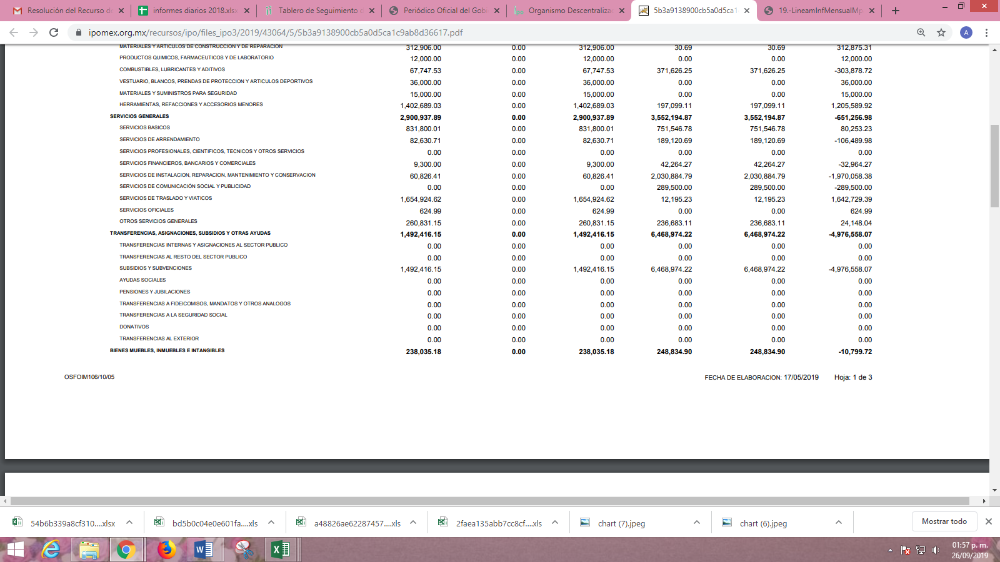 Resolución del Recurso de
informes diarios 2018.xlsx
Tablero de Seguimiento d
Periódico Oficial del Gobi
Organismo Descentraliza
5b3a9138900cb5a0d5ca1
19.-LineamInfMensualMp
ipomex.org.mx/recursos/ipo/files_ipo3/2019/43064/5/5b3a9138900cb5a0d5ca1c9ab8d36617.pdf
A
MATERIALES Y ARTICULOS DE CONSTRUCCION Y DE REPARACION 312,906.00 0.00 312,906.00 30.69 30.69 312,875.31
PRODUCTOS QUIMICOS, FARMACEUTICOS Y DE LABORATORIO 12,000.00 0.00 12,000.00 0.00 0.00 12,000.00
COMBUSTIBLES, LUBRICANTES Y ADITIVOS 67,747.53 0.00 67,747.53 371,626.25 371,626.25 -303,878.72
VESTUARIO, BLANCOS, PRENDAS DE PROTECCION Y ARTICULOS DEPORTIVOS 36,000.00 0.00 36,000.00 0.00 0.00 36,000.00
MATERIALES Y SUMINISTROS PARA SEGURIDAD 15,000.00 0.00 15,000.00 0.00 0.00 15,000.00
HERRAMIENTAS, REFACCIONES Y ACCESORIOS MENORES 1,402,689.03 0.00 1,402,689.03 197,099.11 197,099.11 1,205,589.92
SERVICIOS GENERALES 2,900,937.89 0.00 2,900,937.89 3,552,194.87 3,552,194.87 -651,256.98
SERVICIOS BASICOS 831,800.01 0.00 831,800.01 751,546.78 751,546.78 80,253.23
SERVICIOS DE ARRENDAMIENTO 82,630.71 0.00 82,630.71 189,120.69 189,120.69 -106,489.98
SERVICIOS PROFESIONALES, CIENTIFICOS, TECNICOS Y OTROS SERVICIOS 0.00 0.00 0.00 0.00 0.00 0.00
SERVICIOS FINANCIEROS, BANCARIOS Y COMERCIALES 9,300.00 0.00 9,300.00 42,264.27 42,264.27 -32,964.27
SERVICIOS DE INSTALACION, REPARACION, MANTENIMIENTO Y CONSERVACION 60,826.41 0.00 60,826.41 2,030,884.79 2,030,884.79 -1,970,058.38
SERVICIOS DE COMUNICACIÓN SOCIAL Y PUBLICIDAD 0.00 0.00 0.00 289,500.00 289,500.00 -289,500.00
SERVICIOS DE TRASLADO Y VIATICOS 1,654,924.62 0.00 1,654,924.62 12,195.23 12,195.23 1,642,729.39
SERVICIOS OFICIALES 624.99 0.00 624.99 0.00 0.00 624.99
OTROS SERVICIOS GENERALES 260,831.15 0.00 260,831.15 236,683.11 236,683.11 24,148.04
TRANSFERENCIAS, ASIGNACIONES, SUBSIDIOS Y OTRAS AYUDAS 1,492,416.15 0.00 1,492,416.15 6,468,974.22 6,468,974.22 -4,976,558.07
TRANSFERENCIAS INTERNAS Y ASIGNACIONES AL SECTOR PUBLICO 0.00 0.00 0.00 0.00 0.00 0.00
TRANSFERENCIAS AL RESTO DEL SECTOR PUBLICO 0.00 0.00 0.00 0.00 0.00 0.00
SUBSIDIOS Y SUBVENCIONES 1,492,416.15 0.00 1,492,416.15 6,468,974.22 6,468,974.22 -4,976,558.07
AYUDAS SOCIALES 0.00 0.00 0.00 0.00 0.00 0.00
PENSIONES Y JUBILACIONES 0.00 0.00 0.00 0.00 0.00 0.00
TRANSFERENCIAS A FIDEICOMISOS, MANDATOS Y OTROS ANALOGOS 0.00 0.00 0.00 0.00 0.00 0.00
TRANSFERENCIAS A LA SEGURIDAD SOCIAL 0.00 0.00 0.00 0.00 0.00 0.00
DONATIVOS 0.00 0.00 0.00 0.00 0.00 0.00
TRANSFERENCIAS AL EXTERIOR 0.00 0.00 0.00 0.00 0.00 0.00
BIENES MUEBLES, INMUEBLES E INTANGIBLES 238,035.18 0.00 238,035.18 248,834.90 248,834.90 -10,799.72
OSFOIM106/10/05 FECHA DE ELABORACION: 17/05/2019 Hoja: 1 de 3
54b6b339a8cf310....xlsx
bd5b0c04e0e601fa....xls
a48826ae62287457....xls
2faea135abb7cc8cf....xls
chart (7).jpeg
chart (6).jpeg
Mostrar todo
01:57 p. m.
26/09/2019